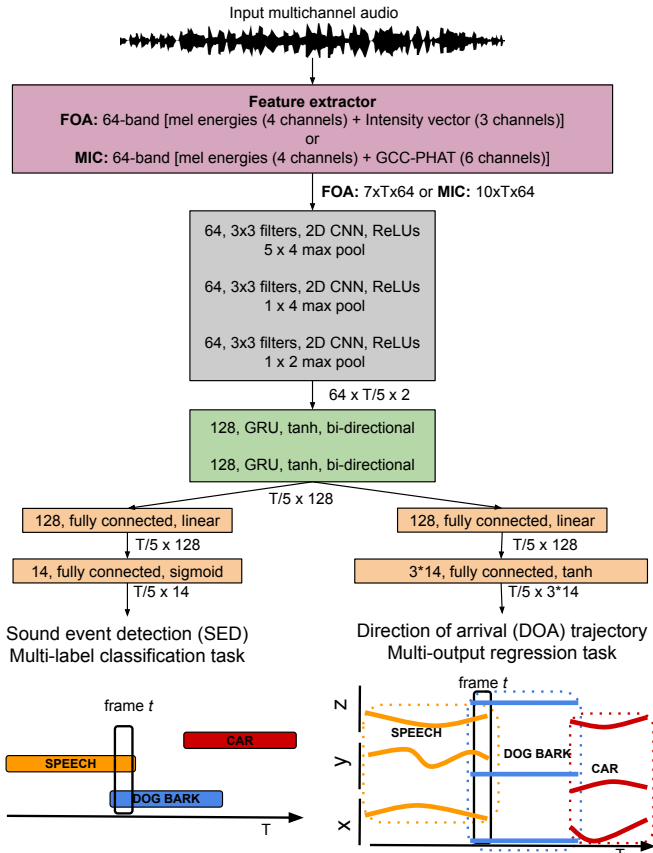 Input multichannel audio
Feature extractor
FOA: 64-band [mel energies (4 channels) + Intensity vector (3 channels)]
or
MIC: 64-band [mel energies (4 channels) + GCC-PHAT (6 channels)]
FOA: 7xTx64 or MIC: 10xTx64
64, 3x3 filters, 2D CNN, ReLUs
5 x 4 max pool
64, 3x3 filters, 2D CNN, ReLUs
1 x 4 max pool
64, 3x3 filters, 2D CNN, ReLUs
1 x 2 max pool
64 x T/5 x 2
128, GRU, tanh, bi-directional
128, GRU, tanh, bi-directional
T/5 x 128
128, fully connected, linear
T/5 x 128
14, fully connected, sigmoid
T/5 x 14
Sound event detection (SED)
Multi-label classification task
frame t
CAR
SPEECH
DOG BARK
T
128, fully connected, linear
T/5 x 128
3*14, fully connected, tanh
T/5 x 3*14
Direction of arrival (DOA) trajectory
Multi-output regression task
frame t
z
SPEECH
y
DOG BARK
CAR
x
T